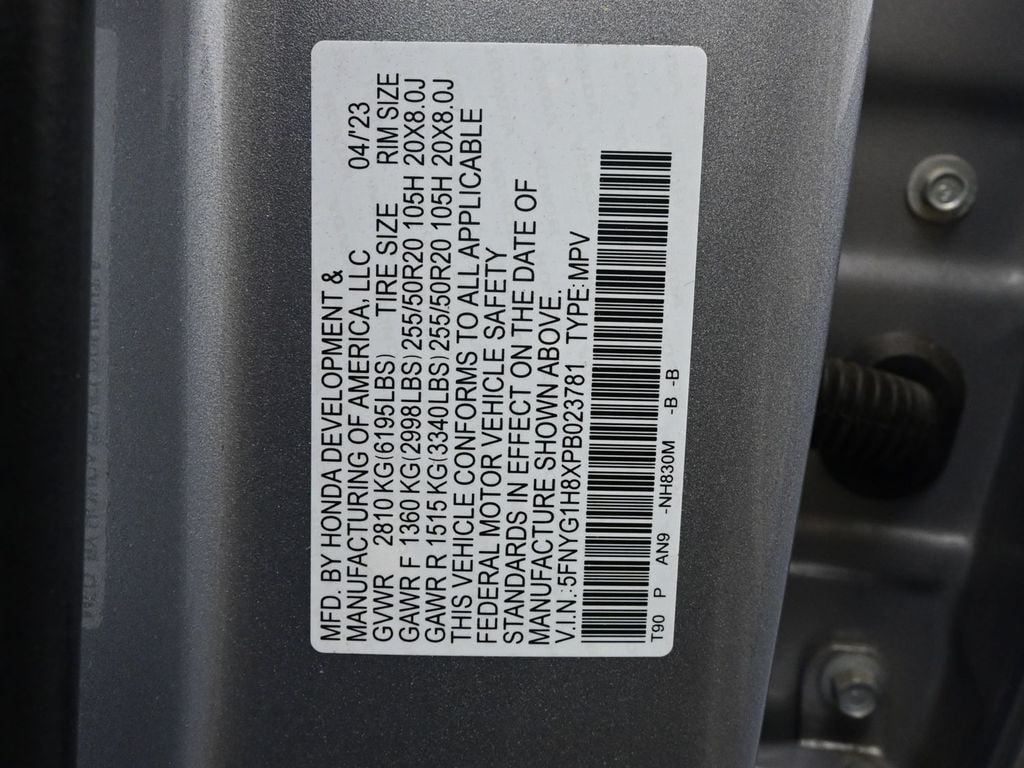 MFD. BY HONDA DEVELOPMENT &
MANUFACTURING OF AMERICA, LLC 04/'23
GVWR 2810 KG(6195LBS) TIRE SIZE RIM SIZE
GAWR F 1360 KG(2998LBS)255/50R20 105H 20X8.0J
GAWR R 1515 KG(3340LBS)255/50R20 105H 20X8.0J
THIS VEHICLE CONFORMS TO ALL APPLICABLE
FEDERAL MOTOR VEHICLE SAFETY
STANDARDS IN EFFECT ON THE DATE OF
MANUFACTURE SHOWN ABOVE.
V.I.N.:5FNYG1H8XPB023781 TYPE:MPV
T90 P AN9 -NH830M -B -B